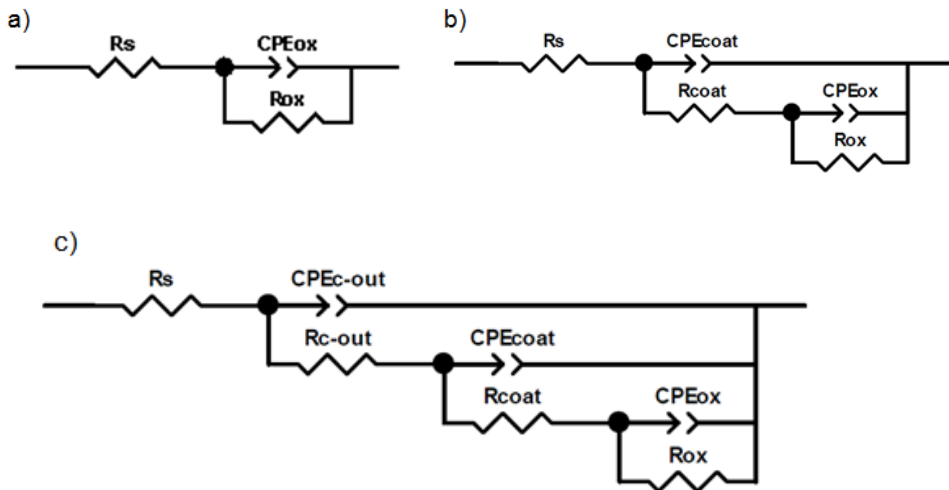 a)
Rs
CPEox
Rox
b)
Rs
CPEcoat
Rcoat
CPEox
Rox
c)
Rs
CPEc-out
Rc-out
CPEcoat
Rcoat
CPEox
Rox